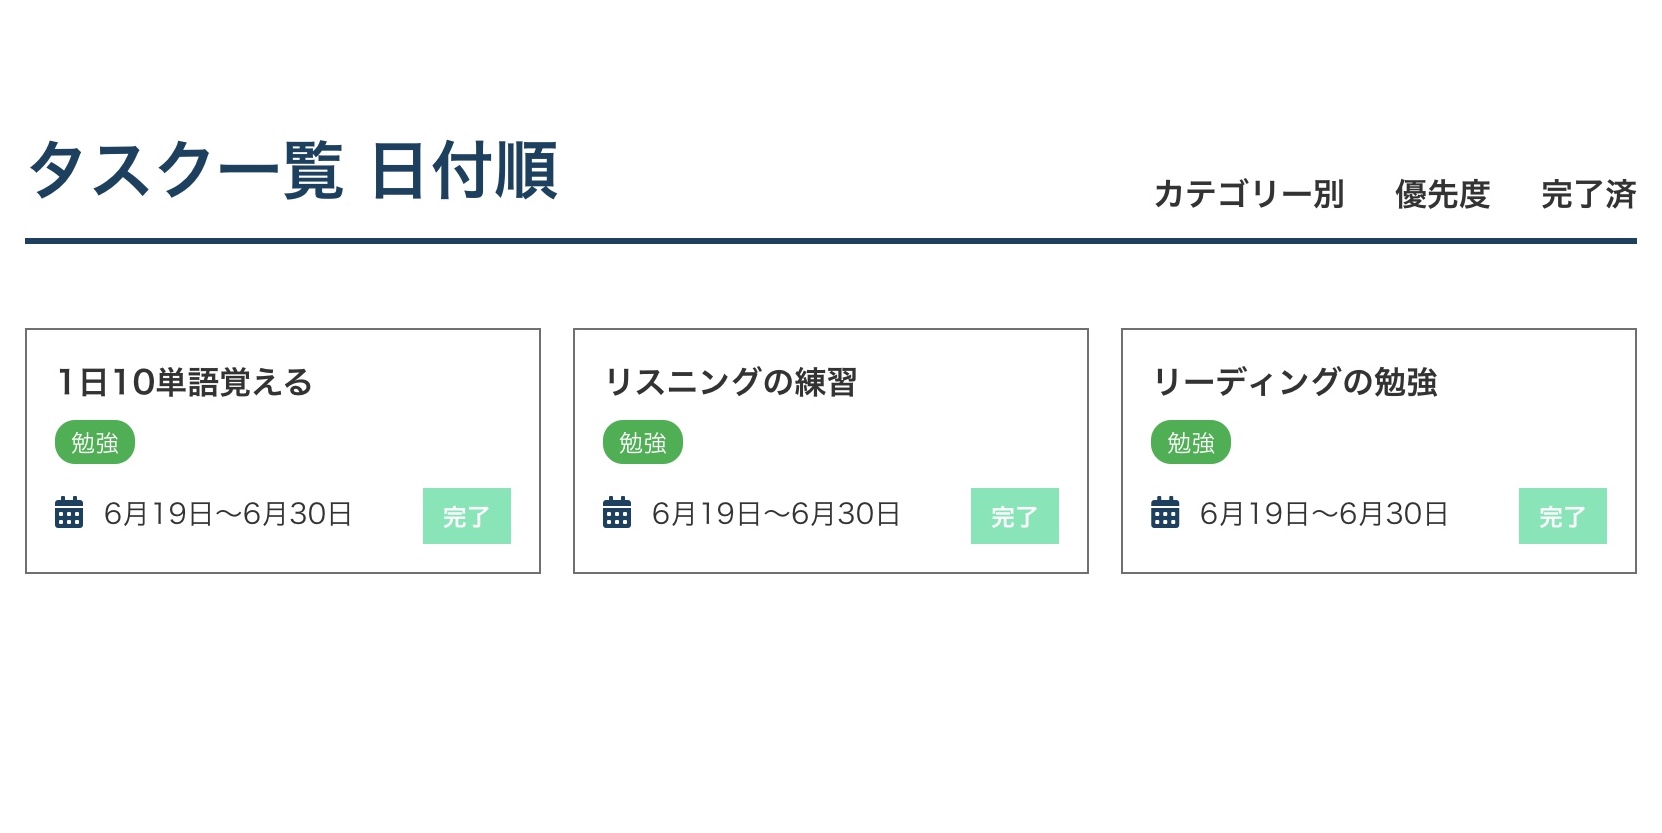 タスク一覧 日付順
カテゴリー別 優先度 完了済
1日10単語覚える
勉強
6月19日〜6月30日
完了
リスニングの練習
勉強
6月19日〜6月30日
完了
リーディングの勉強
勉強
6月19日〜6月30日
完了